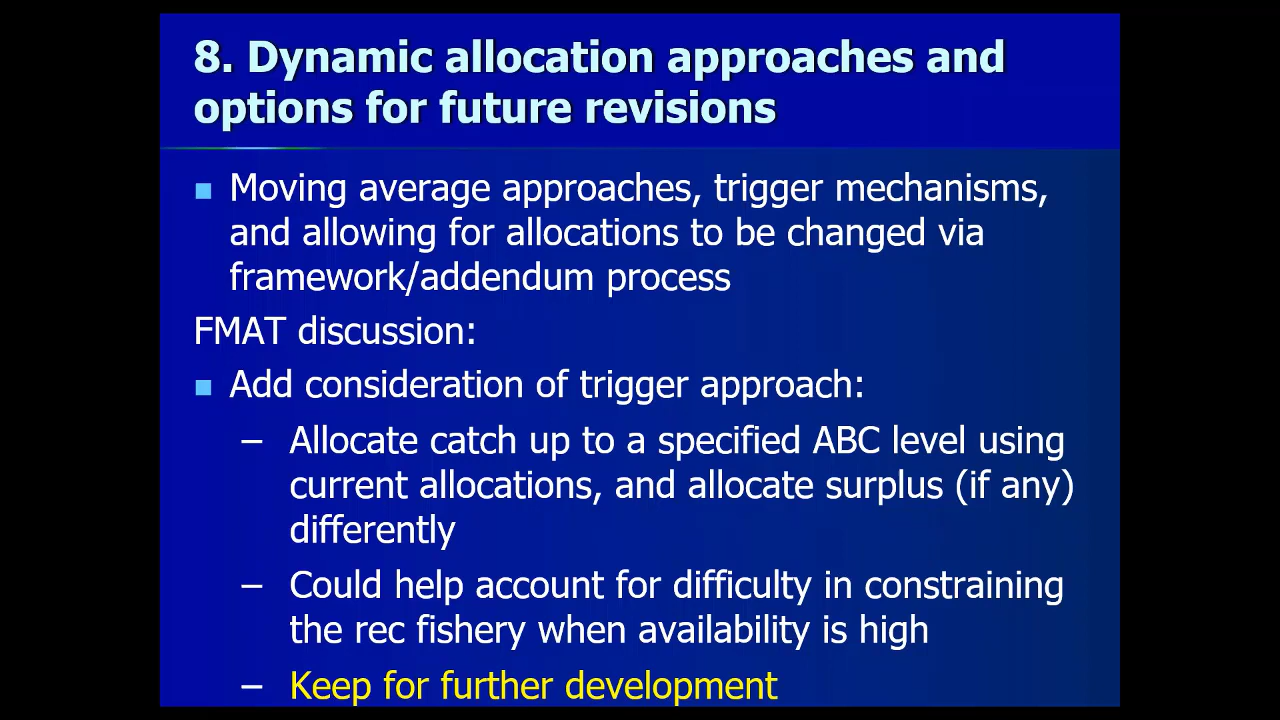 8. Dynamic allocation approaches and
options for future revisions
■ Moving average approaches, trigger mechanisms,
and allowing for allocations to be changed via
framework/addendum process
FMAT discussion:
■ Add consideration of trigger approach:
– Allocate catch up to a specified ABC level using
current allocations, and allocate surplus (if any)
differently
– Could help account for difficulty in constraining
the rec fishery when availability is high
– Keep for further development